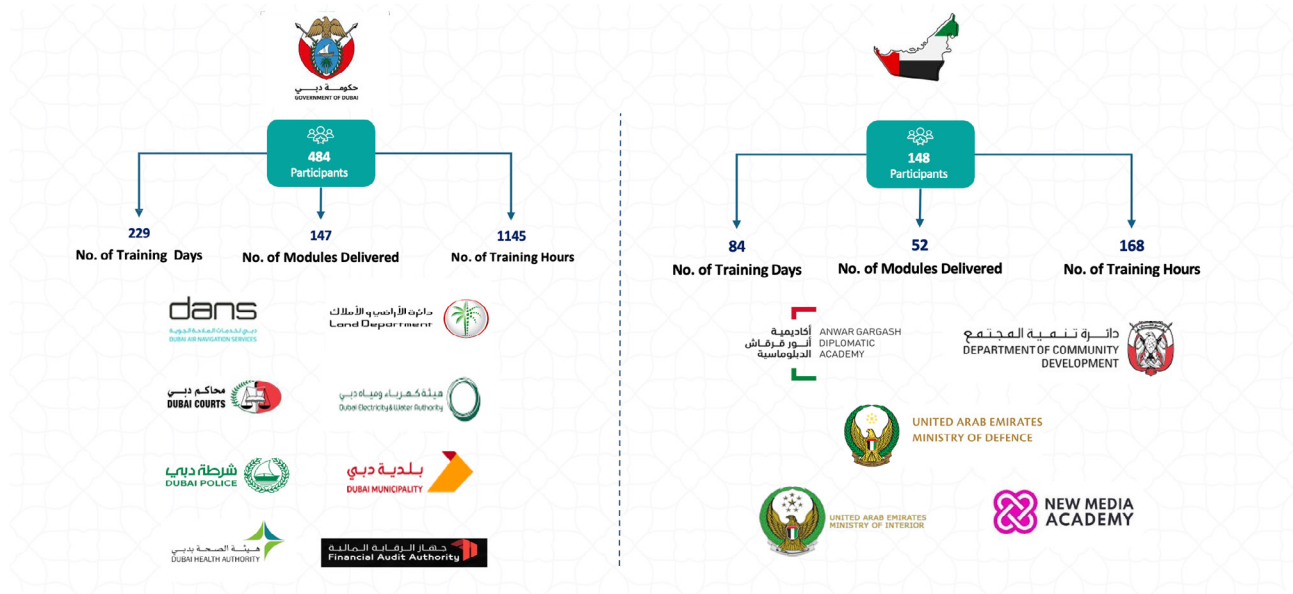 حكومة دبي
GOVERNMENT OF DUBAI
484
Participants
229
No. of Training Days
147
No. of Modules Delivered
1145
No. of Training Hours
dans
دبي لخدمات الملاحة الجوية
DUBAI AIR NAVIGATION SERVICES
دائرة الأراضي والأملاك
Land Department
محاكم دبي
DUBAI COURTS
هيئة كهرباء ومياه دبي
Dubai Electricity & Water Authority
شرطة دبي
DUBAI POLICE
بلدية دبي
DUBAI MUNICIPALITY
هيئة الصحة بدبي
DUBAI HEALTH AUTHORITY
جهاز الرقابة المالية
Financial Audit Authority
148
Participants
84
No. of Training Days
52
No. of Modules Delivered
168
No. of Training Hours
أكاديمية
أنور قرقاش
الدبلوماسية
ANWAR GARGASH
DIPLOMATIC
ACADEMY
دائرة تنمية المجتمع
DEPARTMENT OF COMMUNITY
DEVELOPMENT
UNITED ARAB EMIRATES
MINISTRY OF DEFENCE
UNITED ARAB EMIRATES
MINISTRY OF INTERIOR
NEW MEDIA
ACADEMY